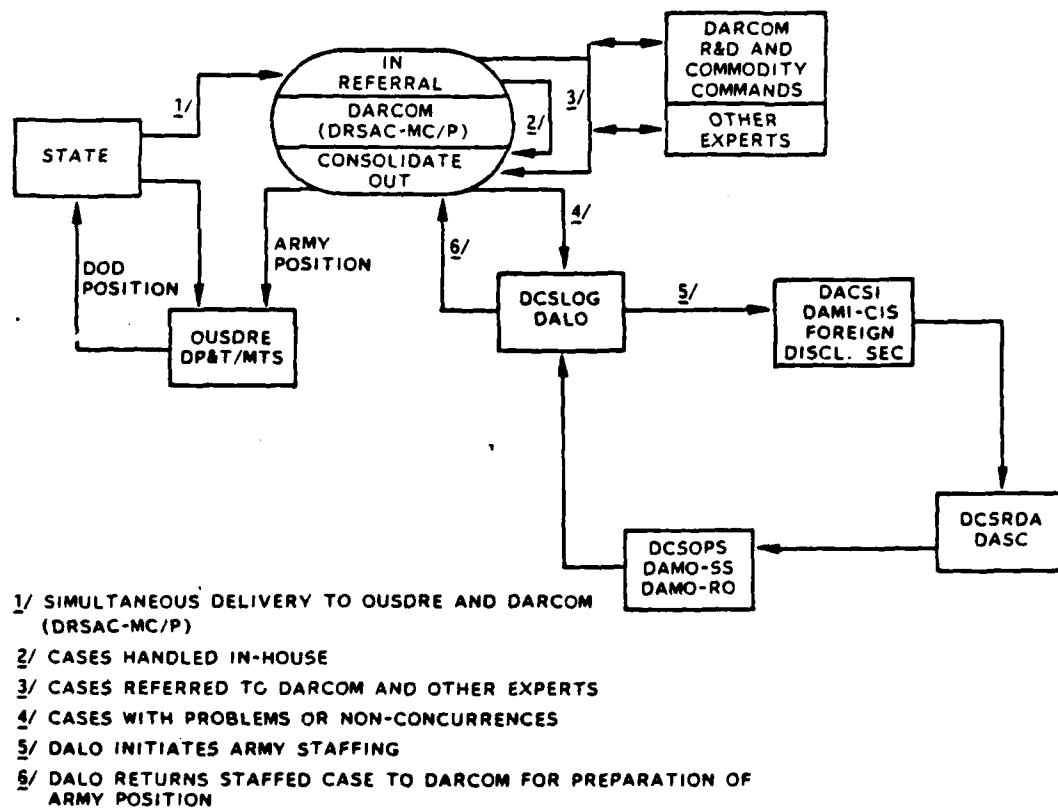 IN
REFERRAL
DARCOM
(DRSAC-MC/P)
CONSOLIDATE
OUT
1/
2/
3/
DARCOM
R&D AND
COMMODITY
COMMANDS
OTHER
EXPERTS
STATE
DOD
POSITION
ARMY
POSITION
6/
4/
OUSDRE
DP&T/MTS
DCSLOG
DALO
5/
DACSI
DAMI-CIS
FOREIGN
DISCL. SEC
DCSRDA
DASC
DCSOPS
DAMO-SS
DAMO-RO
1/ SIMULTANEOUS DELIVERY TO OUSDRE AND DARCOM
(DRSAC-MC/P)
2/ CASES HANDLED IN-HOUSE
3/ CASES REFERRED TO DARCOM AND OTHER EXPERTS
4/ CASES WITH PROBLEMS OR NON-CONCURRENCES
5/ DALO INITIATES ARMY STAFFING
6/ DALO RETURNS STAFFED CASE TO DARCOM FOR PREPARATION OF
ARMY POSITION